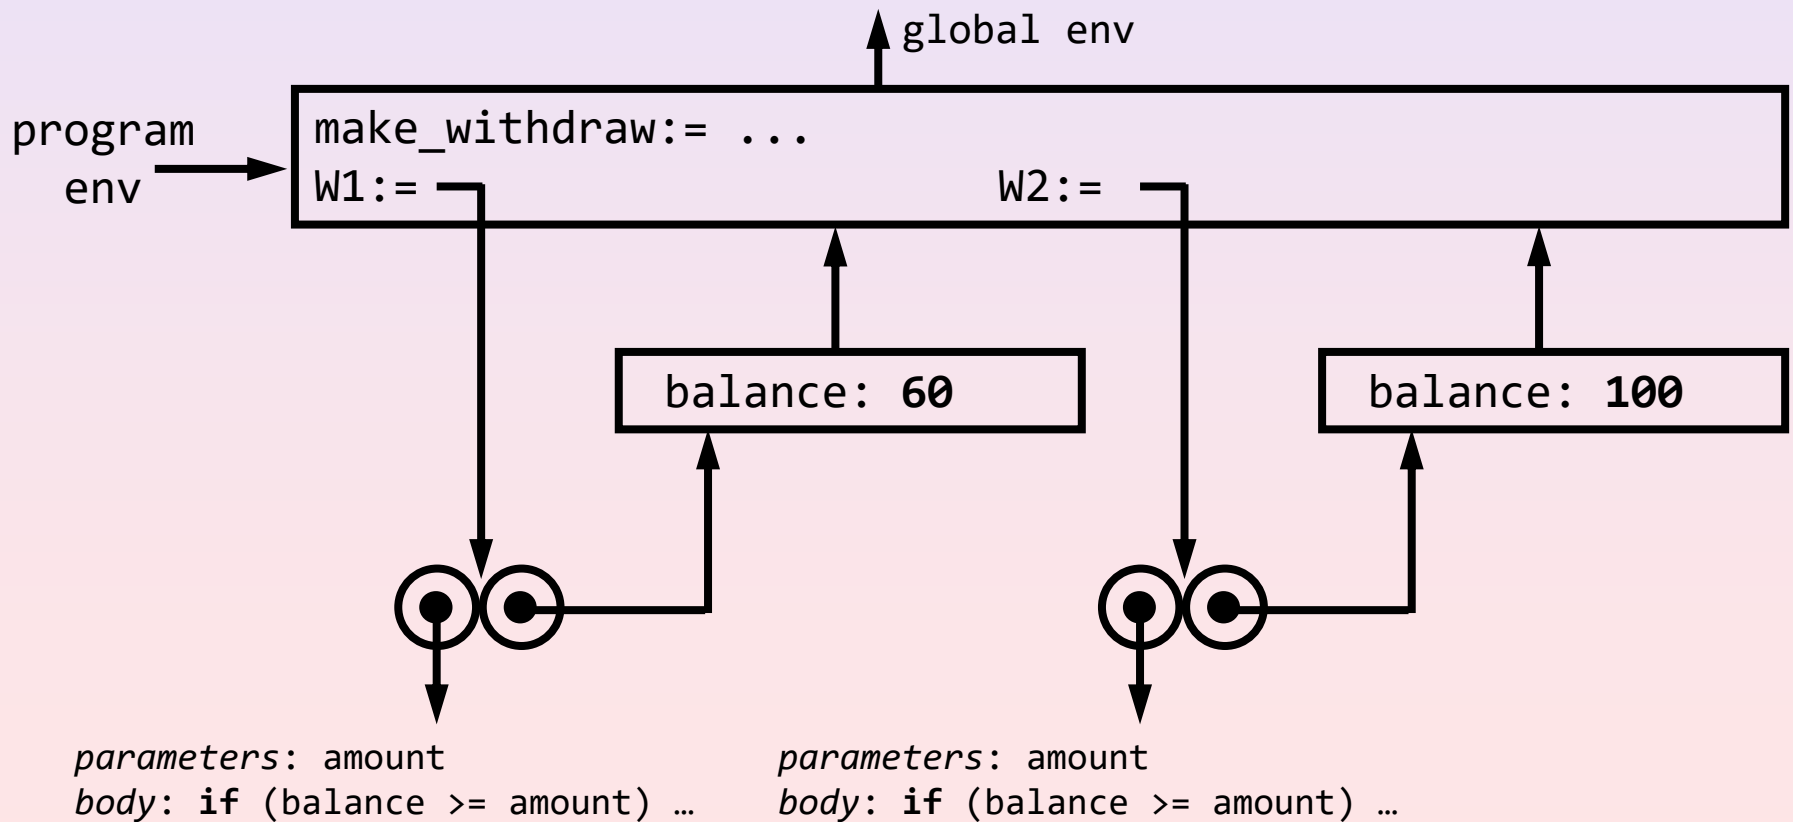 global env
program
env
make_withdraw:= ...
W1:=
W2:=
balance: 60
balance: 100
parameters: amount
body: if (balance >= amount) …
parameters: amount
body: if (balance >= amount) …